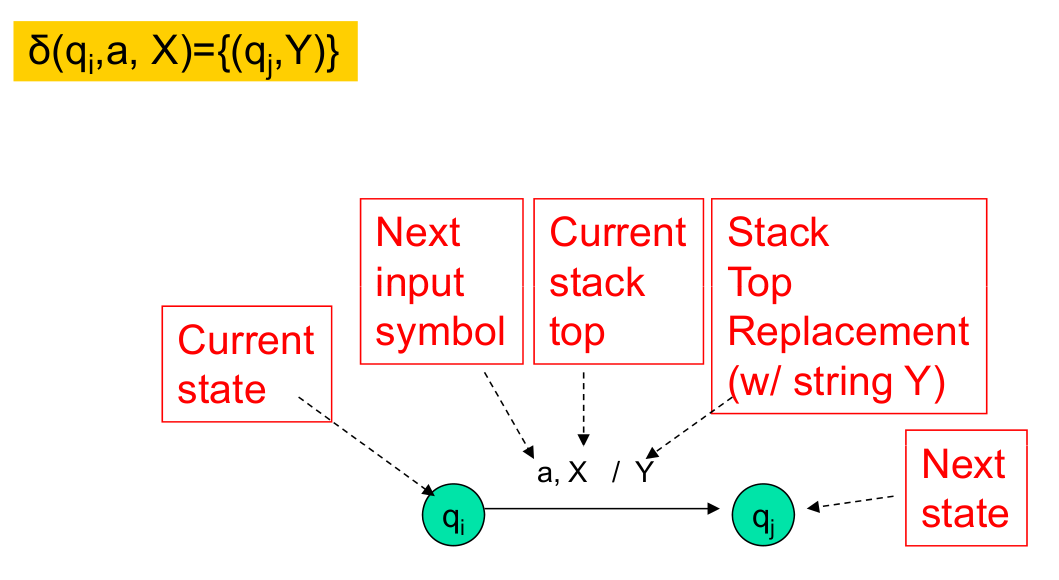 δ(qi,a, X)={(qj,Y)}
Next
input
symbol
Current
stack
top
Stack
Top
Replacement
(w/ string Y)
Current
state
a, X / Y
Next
state
qi
qj